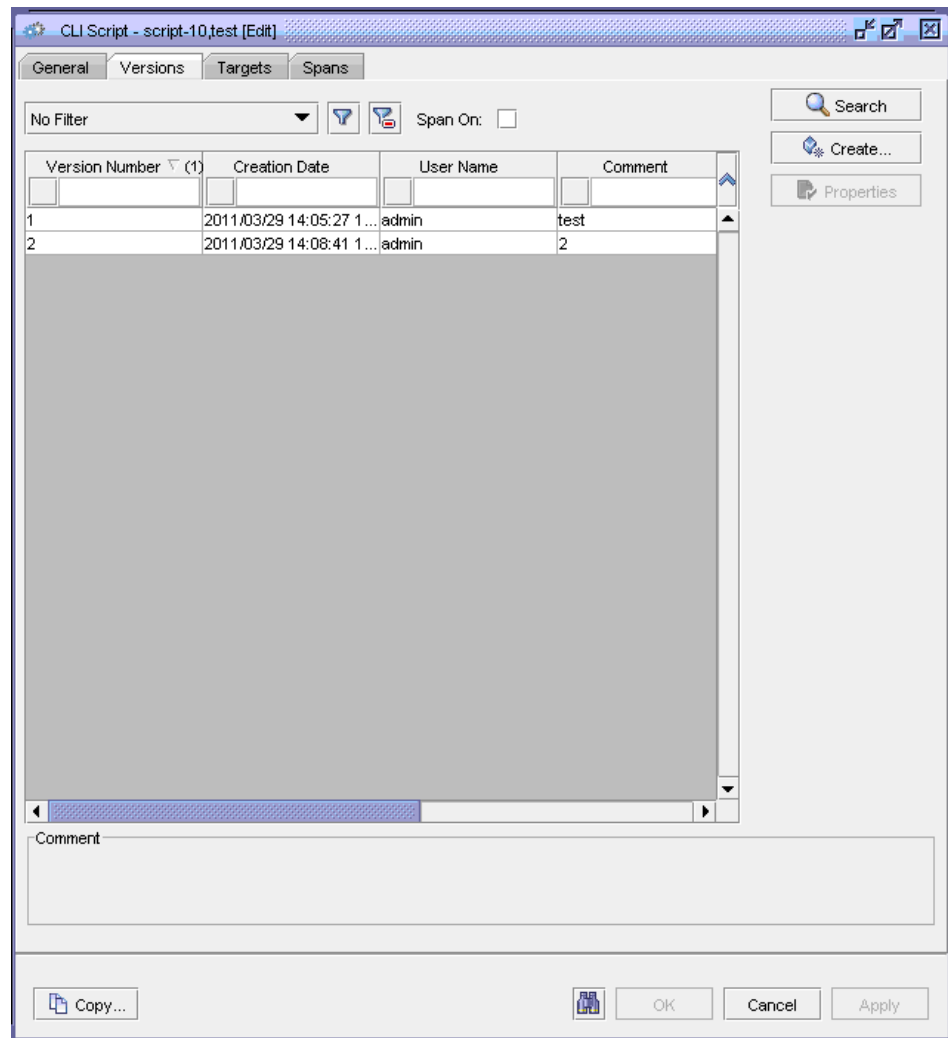 CLI Script - script-10,test [Edit]
General Versions Targets Spans
No Filter Span On: Search
Create...
Properties
Version Number (1) Creation Date User Name Comment
1 2011/03/29 14:05:27 1... admin test
2 2011/03/29 14:08:41 1... admin 2
Comment
Copy... OK Cancel Apply